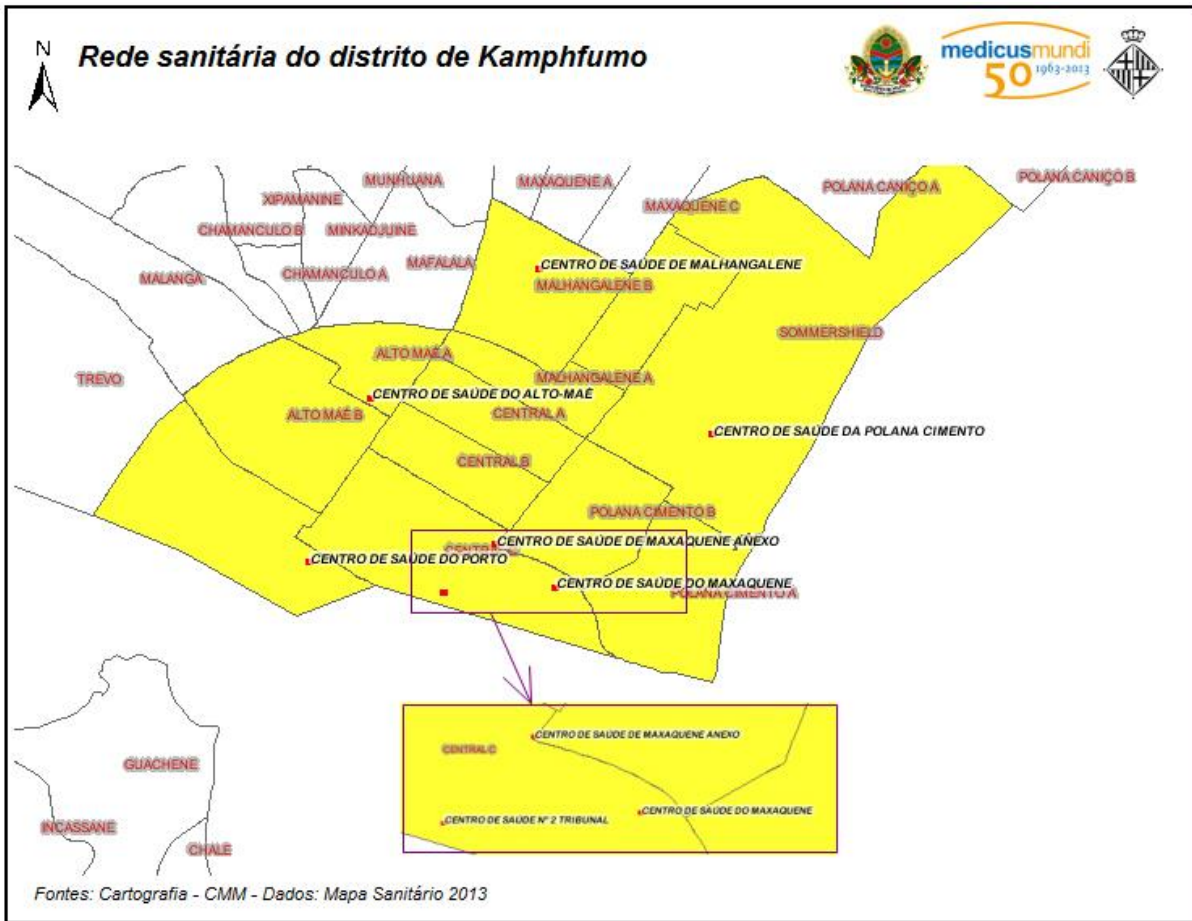 N
Rede sanitária do distrito de Kamphfumo
medicusmundi
50 1963-2013
MUNHUANA
MAXAQUENE A
POLANA CANIÇO A
POLANA CANIÇO B
XIPAMANINE
MAXAQUENE C
CHAMANCULO B
MINKADJUINE
MAFALALA
CENTRO DE SAÚDE DE MALHANGALENE
CHAMANCULO A
MALANGA
MALHANGALENE B
SOMMERSHIELD
ALTO MAÉ A
TREVO
MALHANGALENE A
CENTRO DE SAÚDE DO ALTO-MAÉ
ALTO MAÉ B
CENTRAL A
CENTRO DE SAÚDE DA POLANA CIMENTO
CENTRAL B
POLANA CIMENTO B
CENTRO DE SAÚDE DE MAXAQUENE ANEXO
CENTRO DE SAÚDE DO PORTO
CENTRO DE SAÚDE DO MAXAQUENE
POLANA CIMENTO A
CENTRO DE SAÚDE DE MAXAQUENE ANEXO
CENTRAL C
CENTRO DE SAÚDE DO MAXAQUENE
CENTRO DE SAÚDE Nº 2 TRIBUNAL
GUACHENE
INCASSANE
CHALE
Fontes: Cartografia - CMM - Dados: Mapa Sanitário 2013